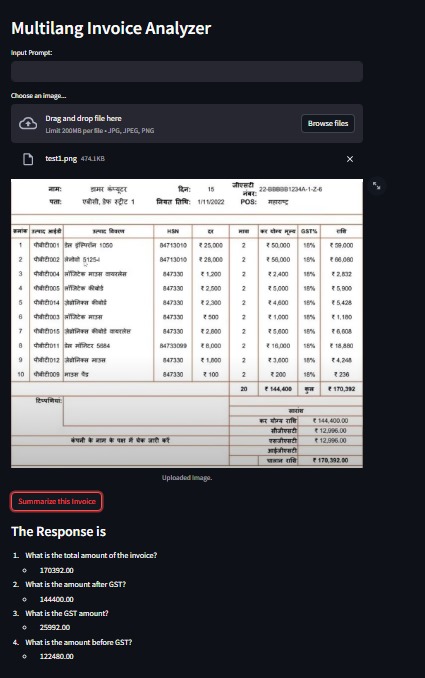 Multilang Invoice Analyzer
Input Prompt:
Choose an image...
Drag and drop file here
Limit 200MB per file • JPG, JPEG, PNG
Browse files
test1.png 474.1KB
नाम: डामर कंप्यूटर दिन: 15 जीएसटी नंबर: 22-BBBBB1234A-1-Z-6
पता: एबीसी, डेफ स्ट्रीट 1 नियत तिथि: 1/11/2022 POS: महाराष्ट्र
क्रमांक उत्पाद आईडी उत्पाद विवरण HSN दर मात्रा कर योग्य मूल्य GST% राशि
1 पीबीटी001 डेल इंस्पिरॉन 1050 84713010 ₹ 25,000 2 ₹ 50,000 18% ₹ 59,000
2 पीबीटी002 लेनोवो 5125-I 84713010 ₹ 28,000 2 ₹ 56,000 18% ₹ 66,080
3 पीबीटी004 लॉजिटेक माउस वायरलेस 847330 ₹ 1,200 2 ₹ 2,400 18% ₹ 2,832
4 पीबीटी005 लॉजिटेक कीबोर्ड 847330 ₹ 2,500 2 ₹ 5,000 18% ₹ 5,900
5 पीबीटी014 जेब्रोनिक्स कीबोर्ड 847330 ₹ 2,300 2 ₹ 4,600 18% ₹ 5,428
6 पीबीटी003 लॉजिटेक माउस 847330 ₹ 500 2 ₹ 1,000 18% ₹ 1,180
7 पीबीटी015 जेब्रोनिक्स कीबोर्ड वायरलेस 847330 ₹ 2,800 2 ₹ 5,600 18% ₹ 6,608
8 पीबीटी011 डेल मॉनिटर 5684 84733099 ₹ 8,000 2 ₹ 16,000 18% ₹ 18,880
9 पीबीटी012 जेब्रोनिक्स माउस 847330 ₹ 1,800 2 ₹ 3,600 18% ₹ 4,248
10 पीबीटी009 माउस पैड 847330 ₹ 100 2 ₹ 200 18% ₹ 236
20 ₹ 144,400 कुल ₹ 170,392
टिप्पणियां:
सारांश
कर योग्य राशि ₹ 144,400.00
सीजीएसटी ₹ 12,996.00
कंपनी के नाम के पक्ष में चेक जारी करें
एसजीएसटी ₹ 12,996.00
आईजीएसटी
चालान राशि ₹ 170,392.00
Uploaded Image.
Summarize this Invoice
The Response is
1. What is the total amount of the invoice?
○ 170392.00
2. What is the amount after GST?
○ 144400.00
3. What is the GST amount?
○ 25992.00
4. What is the amount before GST?
○ 122480.00